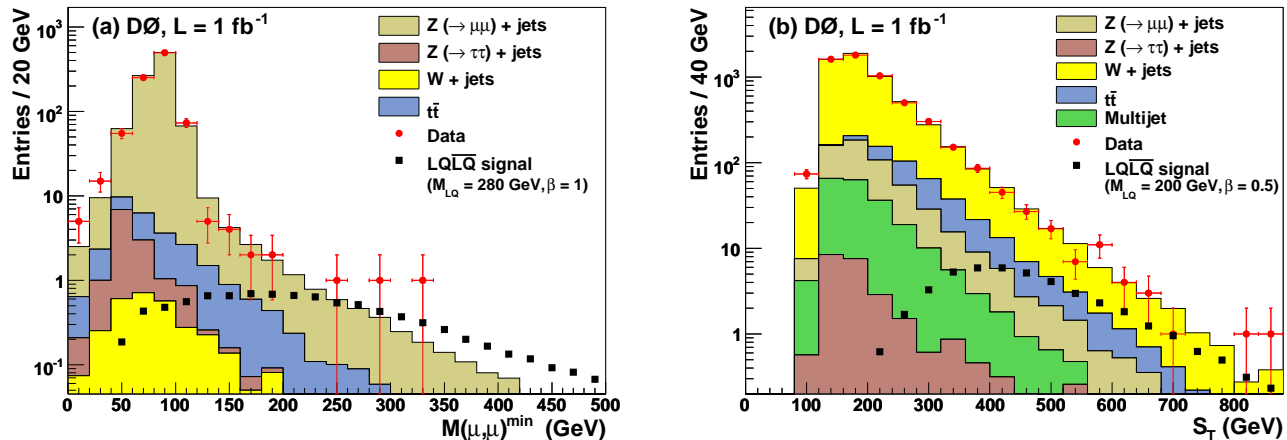 (a) DØ, L = 1 fb⁻¹
Z (→ μμ) + jets
Z (→ ττ) + jets
W + jets
tt̄
Data
LQL̅Q̅ signal
(M_LQ = 280 GeV, β = 1)
Entries / 20 GeV
10³
10²
10
1
10⁻¹
0 50 100 150 200 250 300 350 400 450 500
M(μ,μ)^min (GeV)
(b) DØ, L = 1 fb⁻¹
Z (→ μμ) + jets
Z (→ ττ) + jets
W + jets
tt̄
Multijet
Data
LQL̅Q̅ signal
(M_LQ = 200 GeV, β = 0.5)
Entries / 40 GeV
10³
10²
10
1
100 200 300 400 500 600 700 800
S_T (GeV)